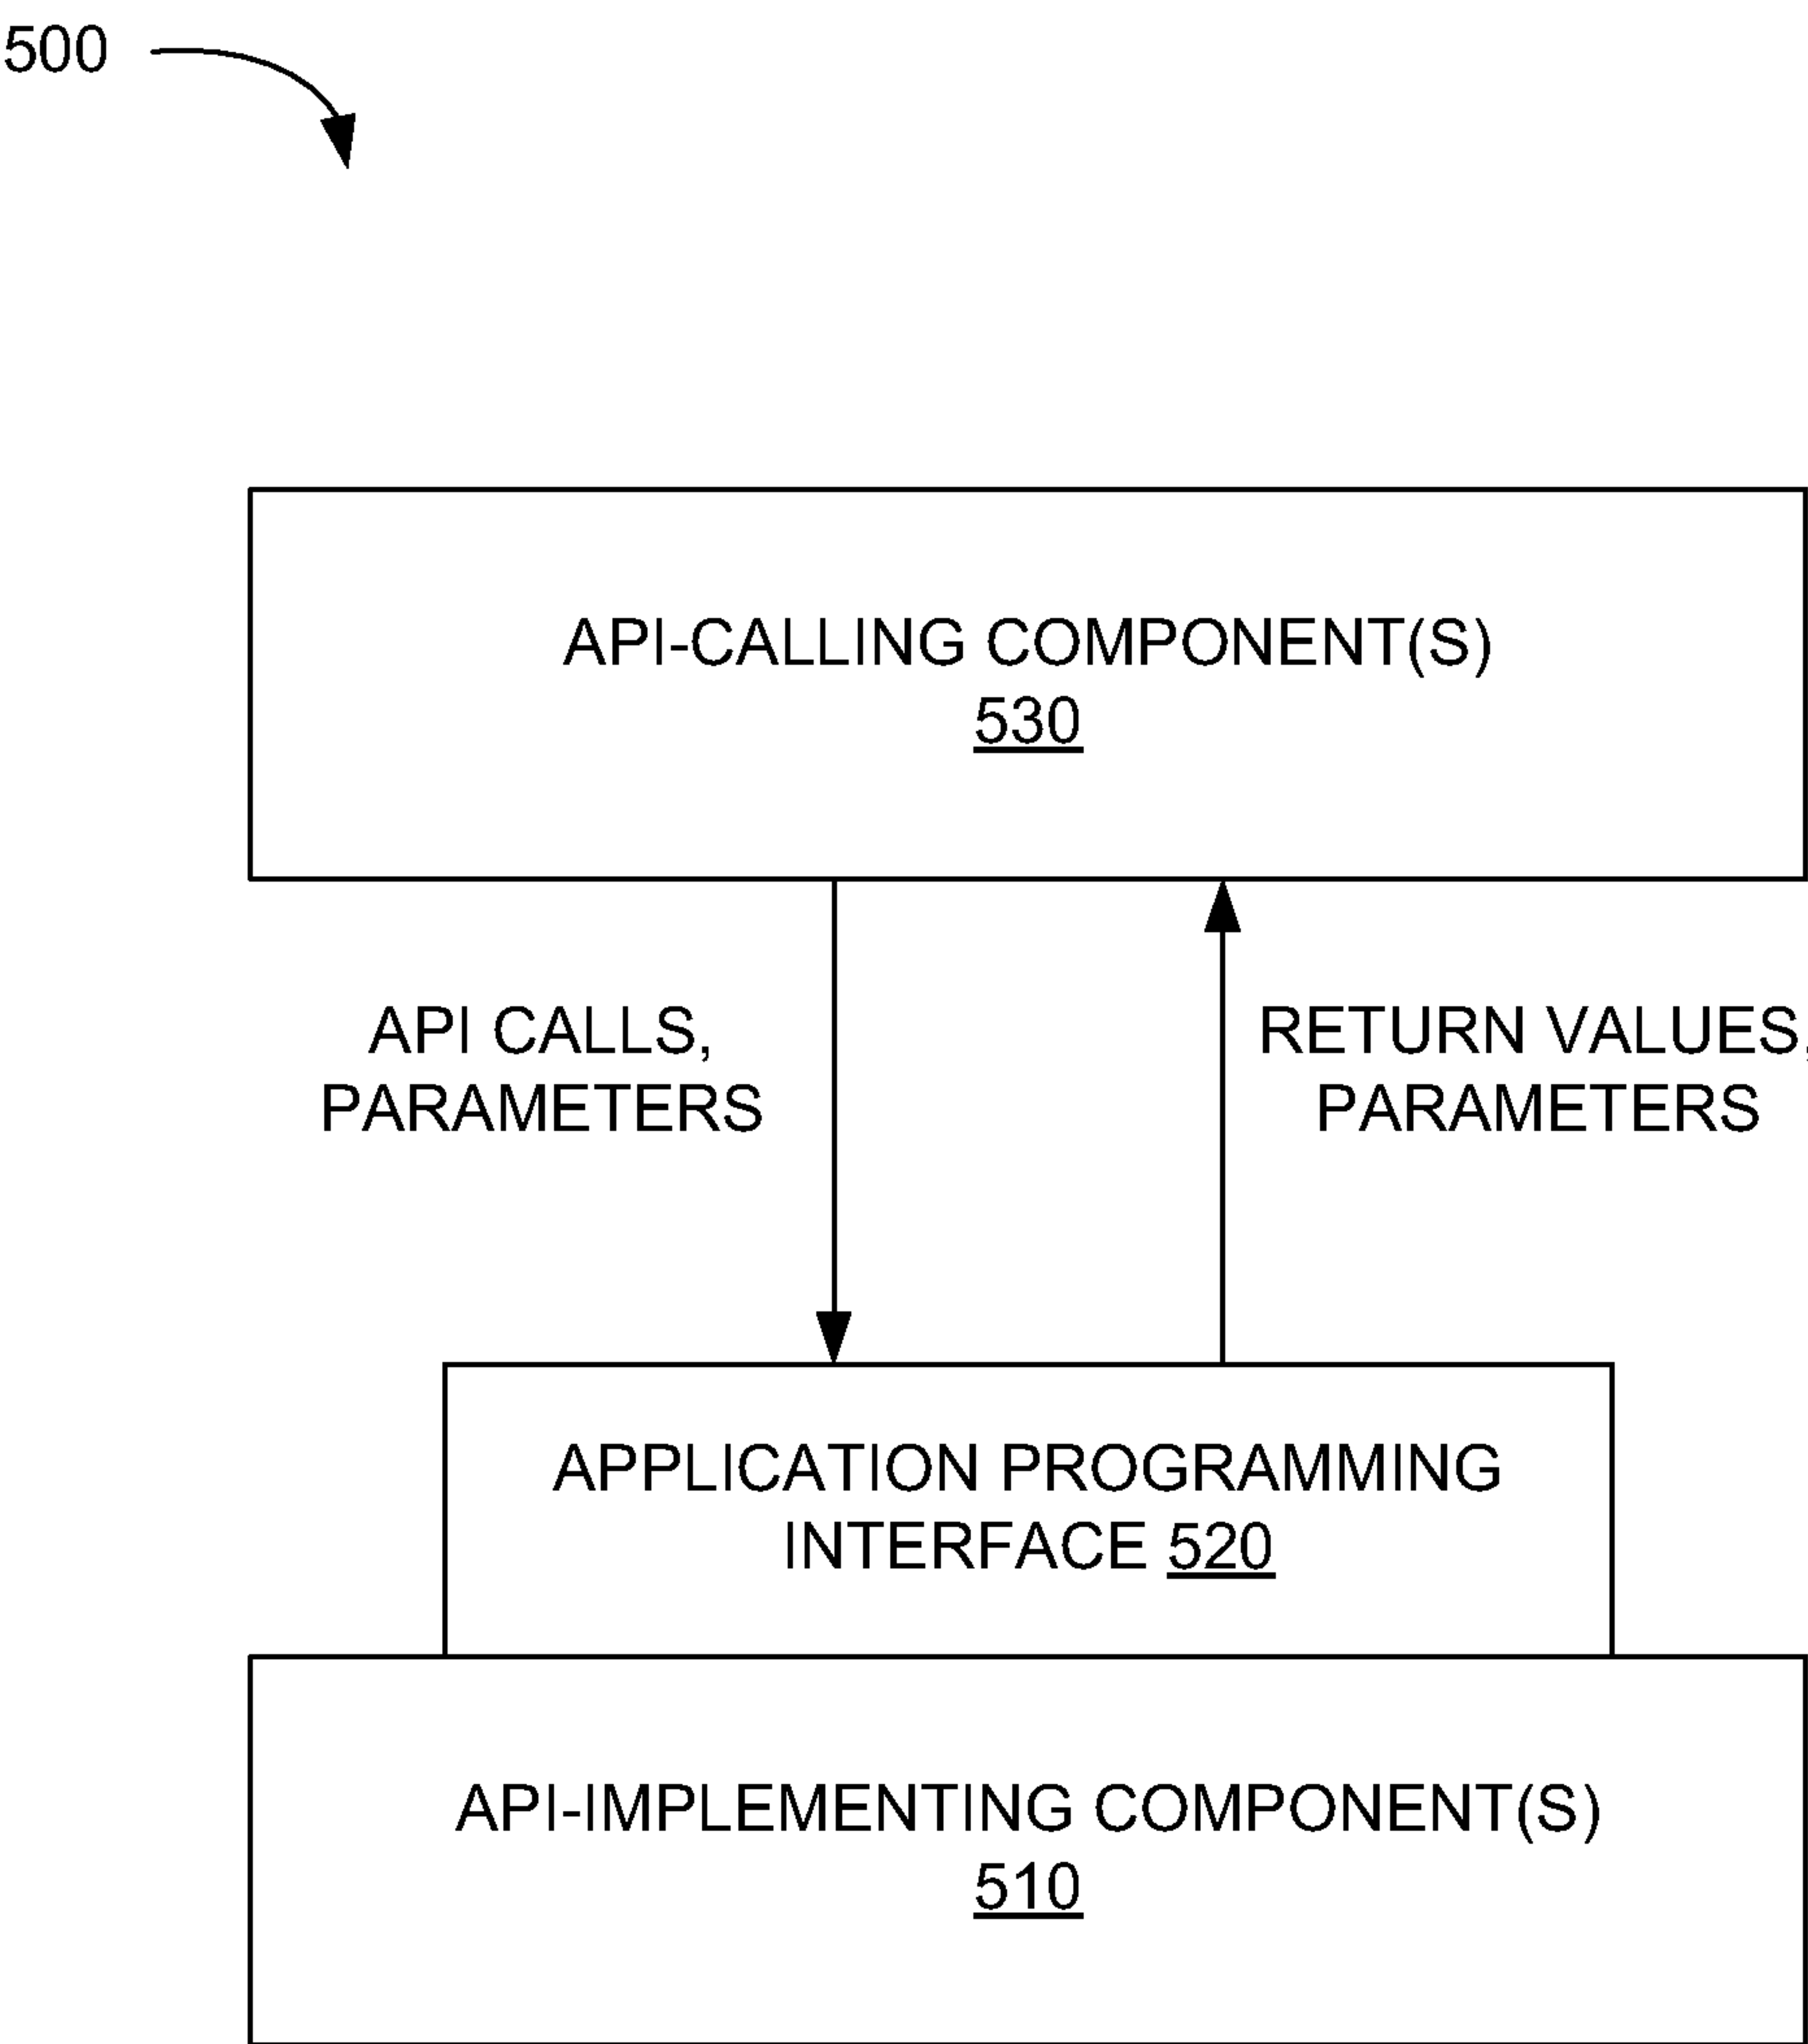 500
API-CALLING COMPONENT(S)
530
API CALLS,
PARAMETERS
RETURN VALUES,
PARAMETERS
APPLICATION PROGRAMMING
INTERFACE 520
API-IMPLEMENTING COMPONENT(S)
510